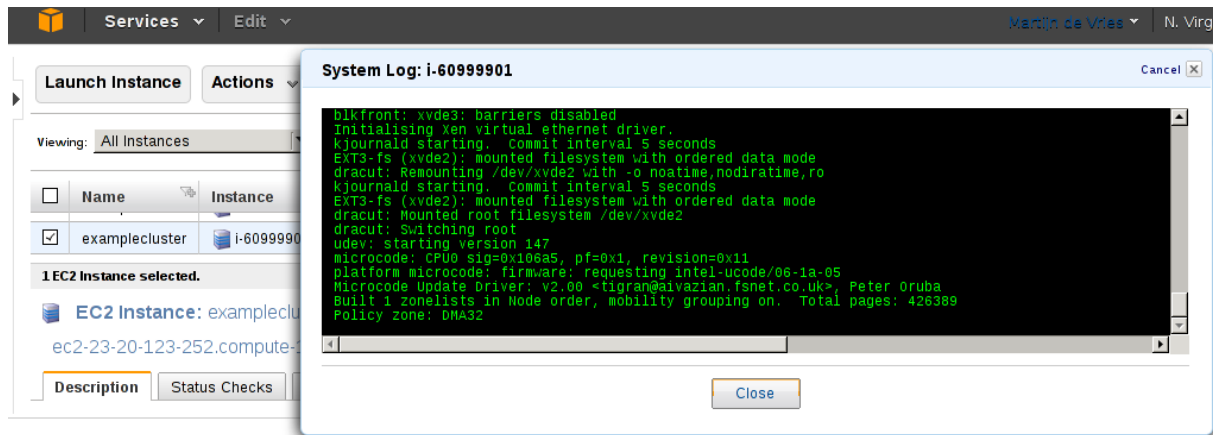 Services Edit Martijn de Vries N. Virg
Launch Instance Actions
System Log: i-60999901
Cancel
Viewing: All Instances
Name Instance
examplecluster i-6099990
1 EC2 Instance selected.
EC2 Instance: exampleclu
ec2-23-20-123-252.compute-1
Description Status Checks
blkfront: xvde3: barriers disabled
Initialising Xen virtual ethernet driver.
kjournald starting. Commit interval 5 seconds
EXT3-fs (xvde2): mounted filesystem with ordered data mode
dracut: Remounting /dev/xvde2 with -o noatime,nodiratime,ro
kjournald starting. Commit interval 5 seconds
EXT3-fs (xvde2): mounted filesystem with ordered data mode
dracut: Mounted root filesystem /dev/xvde2
dracut: Switching root
udev: starting version 147
microcode: CPU0 sig=0x106a5, pf=0x1, revision=0x11
platform microcode: firmware: requesting intel-ucode/06-1a-05
Microcode Update Driver: v2.00 <tigran@aivazian.fsnet.co.uk>, Peter Oruba
Built 1 zonelists in Node order, mobility grouping on. Total pages: 426389
Policy zone: DMA32
Close